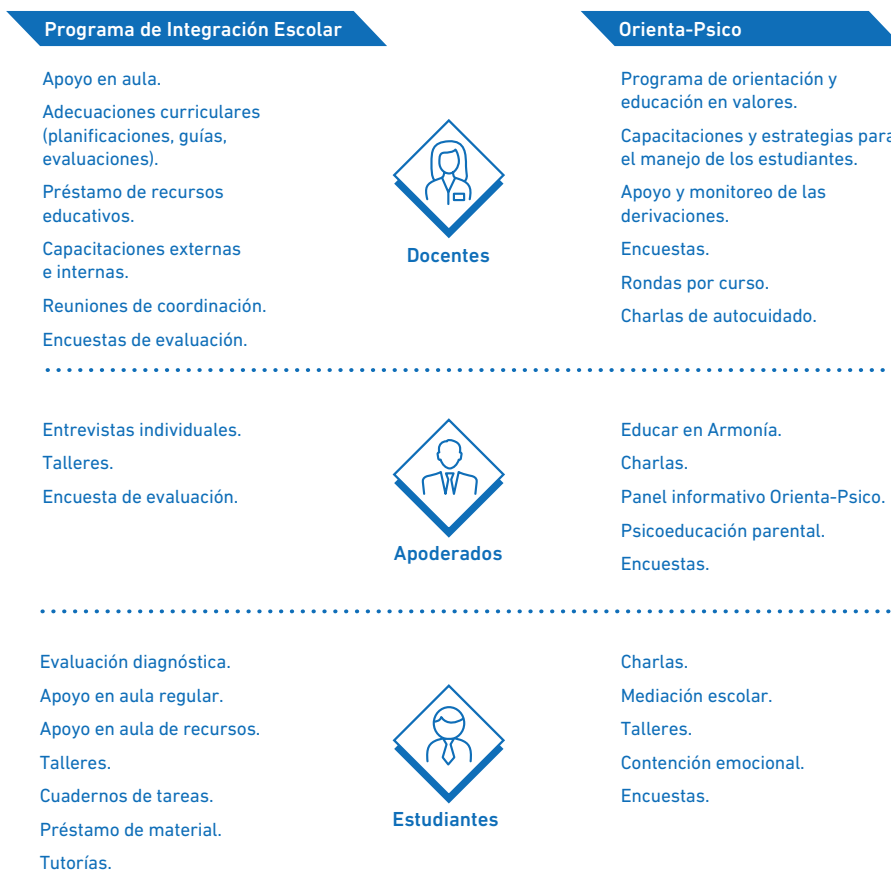 Programa de Integración Escolar
Orienta-Psico
Apoyo en aula.
Adecuaciones curriculares
(planificaciones, guías,
evaluaciones).
Préstamo de recursos
educativos.
Capacitaciones externas
e internas.
Reuniones de coordinación.
Encuestas de evaluación.
Docentes
Programa de orientación y
educación en valores.
Capacitaciones y estrategias para
el manejo de los estudiantes.
Apoyo y monitoreo de las
derivaciones.
Encuestas.
Rondas por curso.
Charlas de autocuidado.
Entrevistas individuales.
Talleres.
Encuesta de evaluación.
Apoderados
Educar en Armonía.
Charlas.
Panel informativo Orienta-Psico.
Psicoeducación parental.
Encuestas.
Evaluación diagnóstica.
Apoyo en aula regular.
Apoyo en aula de recursos.
Talleres.
Cuadernos de tareas.
Préstamo de material.
Tutorías.
Estudiantes
Charlas.
Mediación escolar.
Talleres.
Contención emocional.
Encuestas.